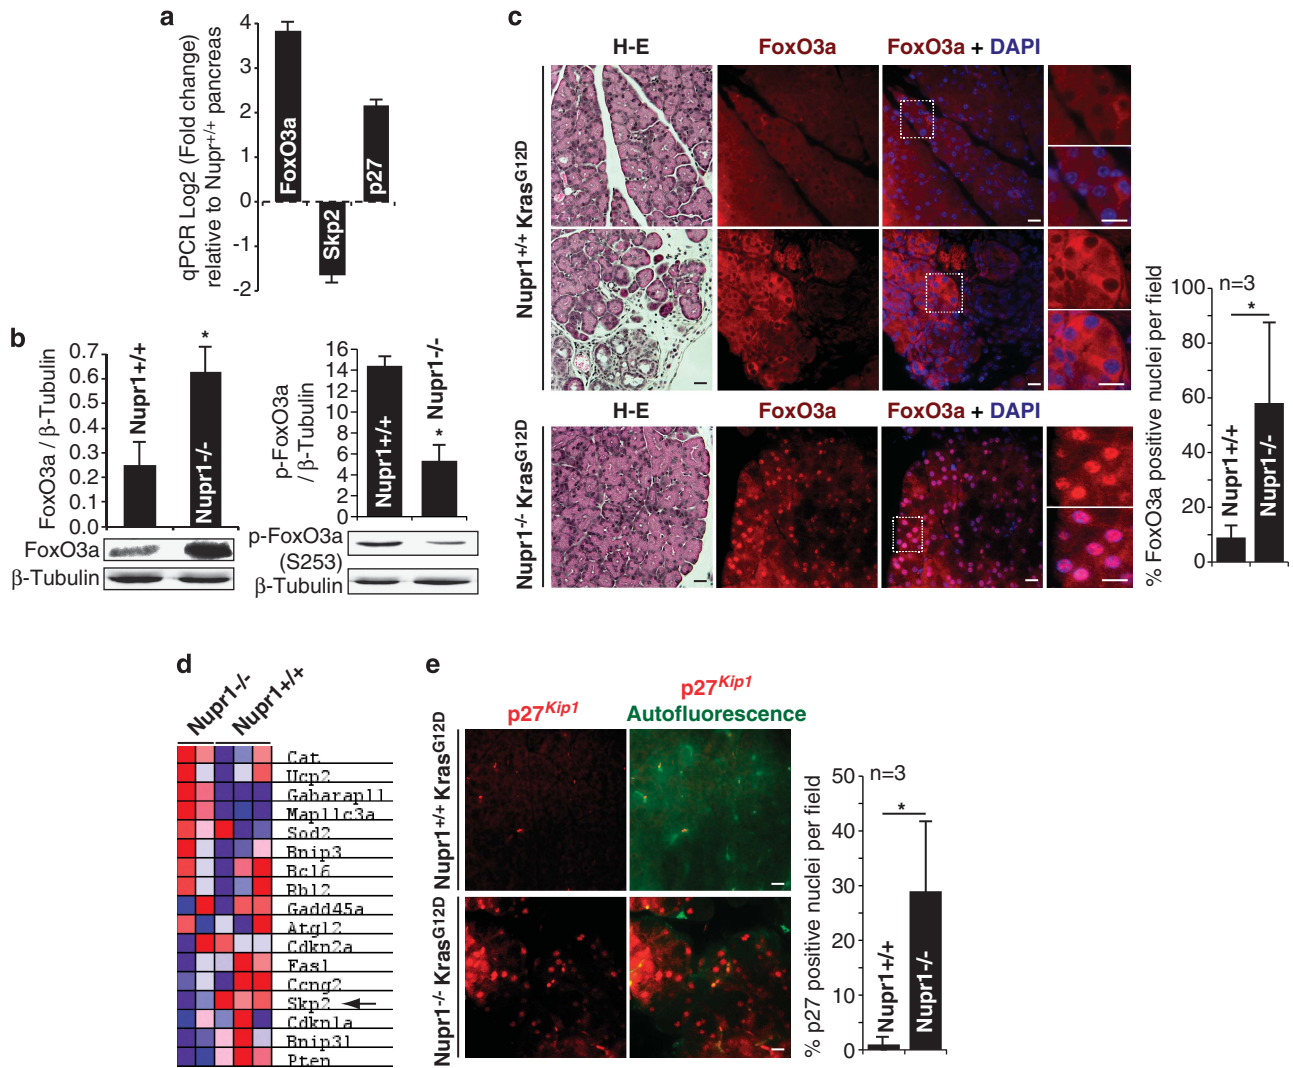 a
qPCR Log2 (Fold change)
relative to Nupr+/+ pancreas
4
3
2
1
0
-1
-2
FoxO3a
Skp2
p27
b
FoxO3a / β-Tubulin
0.7
0.6
0.5
0.4
0.3
0.2
0.1
0.0
Nupr1+/+
*
Nupr1-/-
FoxO3a
β-Tubulin
p-FoxO3a
/ β-Tubulin
16
14
12
10
8
6
4
2
0
Nupr1+/+
* Nupr1-/-
p-FoxO3a
(S253)
β-Tubulin
c
H-E
FoxO3a
FoxO3a + DAPI
Nupr1+/+ KrasG12D
H-E
FoxO3a
FoxO3a + DAPI
Nupr1-/- KrasG12D
% FoxO3a positive nuclei per field
100
80
60
40
20
0
n=3
*
Nupr1+/+
Nupr1-/-
d
Nupr1-/-
Nupr1+/+
Cat
Ucp2
Gabarapl1
Map1lc3a
Sod2
Bnip3
Bcl6
Rbl2
Gadd45a
Atg12
Cdkn2a
Fasl
Ccng2
Skp2
Cdkn1a
Bnip3l
Pten
e
p27Kip1
p27Kip1
Autofluorescence
Nupr1+/+ KrasG12D
Nupr1-/- KrasG12D
% p27 positive nuclei per field
50
40
30
20
10
0
n=3
*
Nupr1+/+
Nupr1-/-